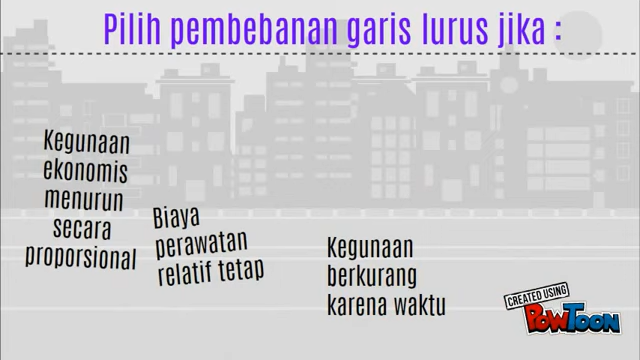 Pilih pembebanan garis lurus jika :
Kegunaan
ekonomis
menurun
secara
proporsional
Biaya
perawatan
relatif tetap
Kegunaan
berkurang
karena waktu
CREATED USING
POWTOON